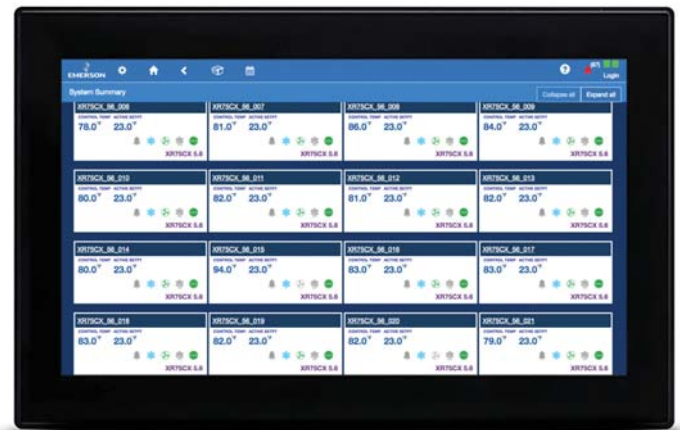 EMERSON
(67)
Login
System Summary
Collapse all Expand all
XR75CX_56_006 XR75CX_56_007 XR75CX_56_008 XR75CX_56_009
CONTROL TEMP ACTIVE SETPT CONTROL TEMP ACTIVE SETPT CONTROL TEMP ACTIVE SETPT CONTROL TEMP ACTIVE SETPT
78.0°F 23.0°F 81.0°F 23.0°F 86.0°F 23.0°F 84.0°F 23.0°F
XR75CX 5.6 XR75CX 5.6 XR75CX 5.6 XR75CX 5.6
XR75CX_56_010 XR75CX_56_011 XR75CX_56_012 XR75CX_56_013
CONTROL TEMP ACTIVE SETPT CONTROL TEMP ACTIVE SETPT CONTROL TEMP ACTIVE SETPT CONTROL TEMP ACTIVE SETPT
80.0°F 23.0°F 82.0°F 23.0°F 81.0°F 23.0°F 82.0°F 23.0°F
XR75CX 5.6 XR75CX 5.6 XR75CX 5.6 XR75CX 5.6
XR75CX_56_014 XR75CX_56_015 XR75CX_56_016 XR75CX_56_017
CONTROL TEMP ACTIVE SETPT CONTROL TEMP ACTIVE SETPT CONTROL TEMP ACTIVE SETPT CONTROL TEMP ACTIVE SETPT
80.0°F 23.0°F 94.0°F 23.0°F 83.0°F 23.0°F 83.0°F 23.0°F
XR75CX 5.6 XR75CX 5.6 XR75CX 5.6 XR75CX 5.6
XR75CX_56_018 XR75CX_56_019 XR75CX_56_020 XR75CX_56_021
CONTROL TEMP ACTIVE SETPT CONTROL TEMP ACTIVE SETPT CONTROL TEMP ACTIVE SETPT CONTROL TEMP ACTIVE SETPT
83.0°F 23.0°F 82.0°F 23.0°F 82.0°F 23.0°F 79.0°F 23.0°F
XR75CX 5.6 XR75CX 5.6 XR75CX 5.6 XR75CX 5.6